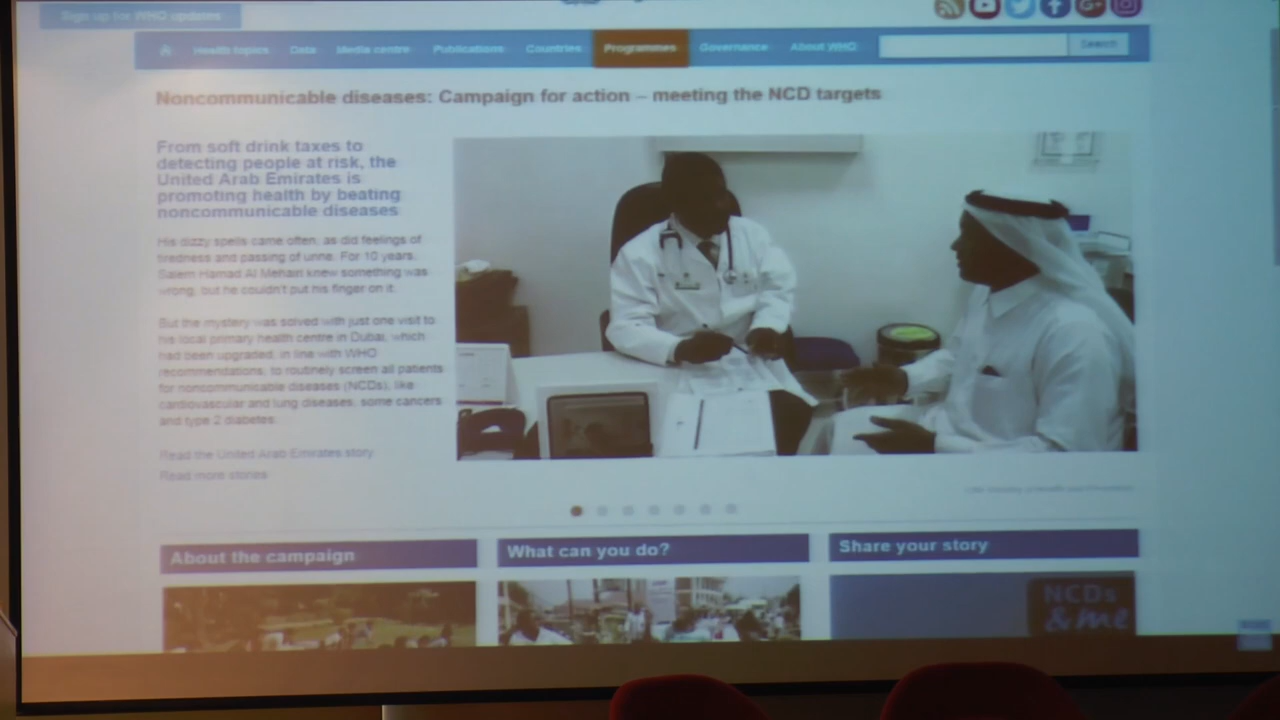 Sign up for WHO updates
Health topics Data Media centre Publications Countries Programmes Governance About WHO Search
Noncommunicable diseases: Campaign for action – meeting the NCD targets
From soft drink taxes to
detecting people at risk, the
United Arab Emirates is
promoting health by beating
noncommunicable diseases
His dizzy spells came often, as did feelings of
tiredness and passing of urine. For 10 years,
Salem Hamad Al Mehairi knew something was
wrong, but he couldn't put his finger on it.
But the mystery was solved with just one visit to
his local primary health centre in Dubai, which
had been upgraded, in line with WHO
recommendations, to routinely screen all patients
for noncommunicable diseases (NCDs), like
cardiovascular and lung diseases, some cancers
and type 2 diabetes.
Read the United Arab Emirates story
Read more stories
About the campaign
What can you do?
Share your story
NCDs
&me